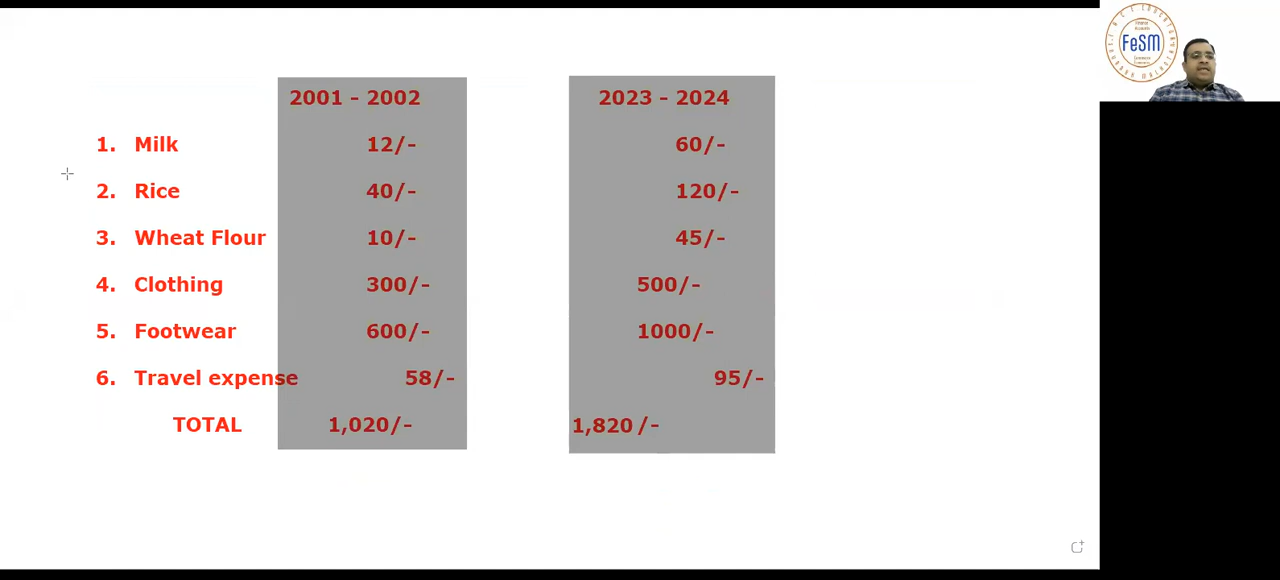 2001 - 2002 2023 - 2024
1. Milk 12/- 60/-
2. Rice 40/- 120/-
3. Wheat Flour 10/- 45/-
4. Clothing 300/- 500/-
5. Footwear 600/- 1000/-
6. Travel expense 58/- 95/-
TOTAL 1,020/- 1,820 /-
FeSM